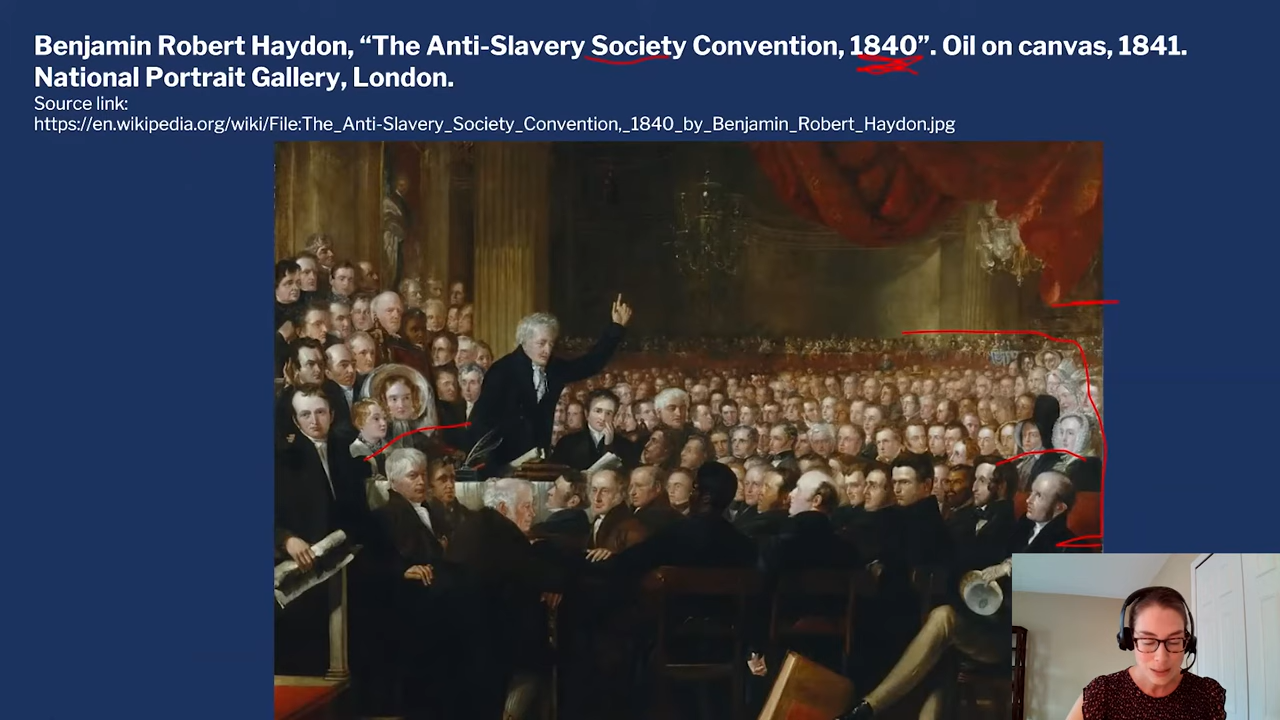 Benjamin Robert Haydon, “The Anti-Slavery Society Convention, 1840”. Oil on canvas, 1841.
National Portrait Gallery, London.
Source link:
https://en.wikipedia.org/wiki/File:The_Anti-Slavery_Society_Convention,_1840_by_Benjamin_Robert_Haydon.jpg